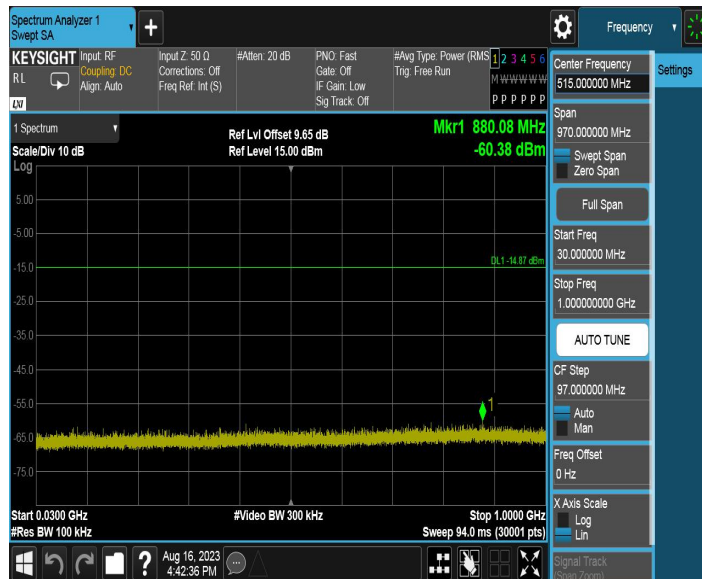 Spectrum Analyzer 1
Swept SA
+
Frequency
KEYSIGHT
RL
LXI
Input: RF
Coupling: DC
Align: Auto
Input Z: 50 Ω
Corrections: Off
Freq Ref: Int (S)
#Atten: 20 dB
PNO: Fast
Gate: Off
IF Gain: Low
Sig Track: Off
#Avg Type: Power (RMS
Trig: Free Run
1 2 3 4 5 6
M W W W W W
P P P P P P
Center Frequency
515.000000 MHz
Settings
Span
970.000000 MHz
Swept Span
Zero Span
Full Span
Start Freq
30.000000 MHz
Stop Freq
1.000000000 GHz
AUTO TUNE
CF Step
97.000000 MHz
Auto
Man
Freq Offset
0 Hz
X Axis Scale
Log
Lin
Signal Track
(Span Zoom)
1 Spectrum
Scale/Div 10 dB
Log
Ref Lvl Offset 9.65 dB
Ref Level 15.00 dBm
Mkr1 880.08 MHz
-60.38 dBm
5.00
-5.00
-15.0
DL1 -14.87 dBm
-25.0
-35.0
-45.0
-55.0
1
-65.0
-75.0
Start 0.0300 GHz
#Res BW 100 kHz
#Video BW 300 kHz
Stop 1.0000 GHz
Sweep 94.0 ms (30001 pts)
?
Aug 16, 2023
4:42:36 PM